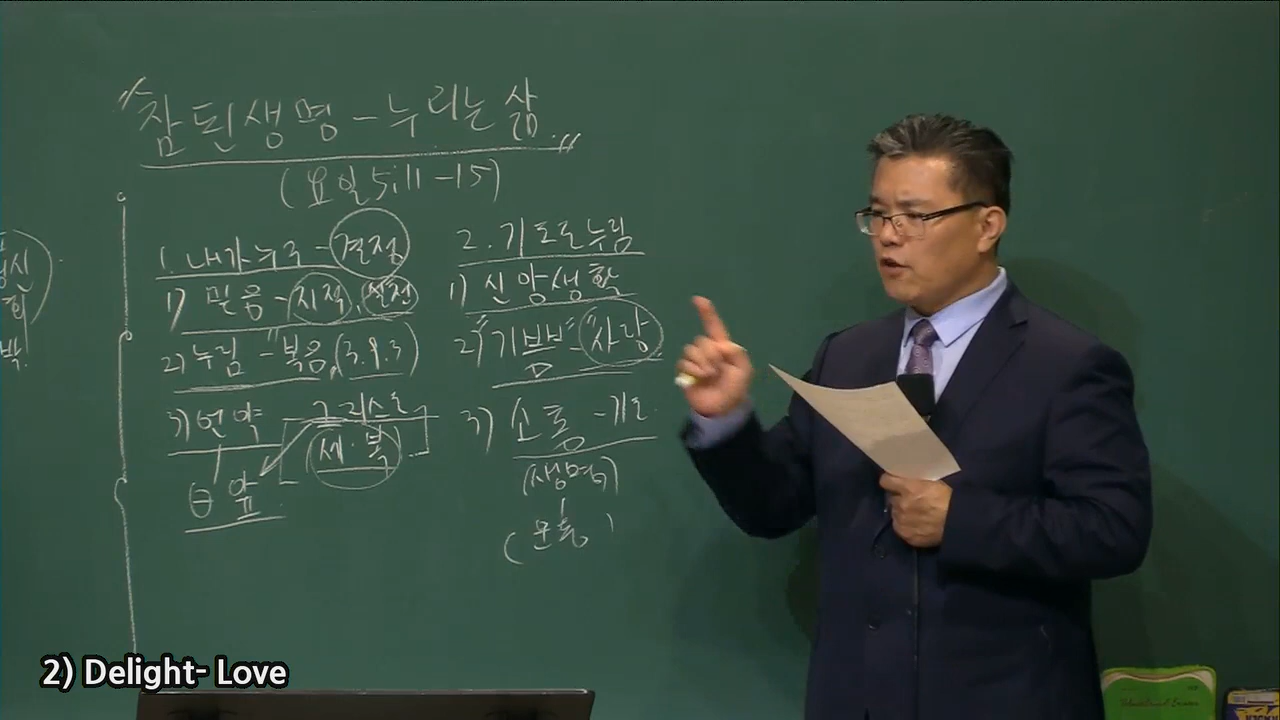 "참된생명-누리는 삶"
(요일5:11-15)
1. 내가 누구-결정
1) 믿음-지적,
2) 누림-"복음,(3.9.3)
3) 언약 그리스도
세.복
2. 기도로누림
1) 신앙생활
2) "기쁨"-"사랑
3) 소통-기도
(생명)
(운동)
2) Delight- Love